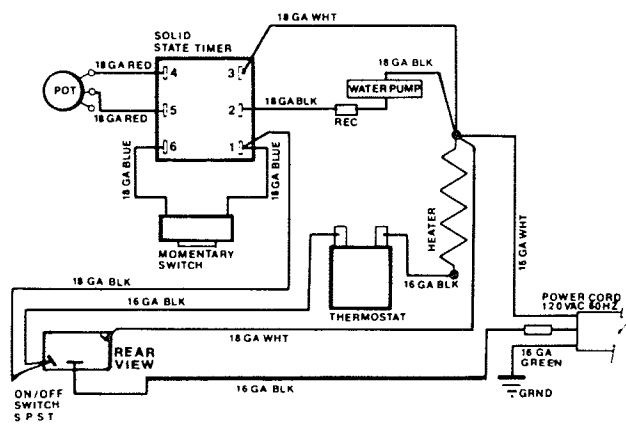 18 GA WHT
SOLID
STATE TIMER
18 GA RED
4
3
18 GA BLK
POT
WATER PUMP
5
2
18GA BLK
REC
18 GA RED
6
1
18 GA BLUE
18 GA BLUE
HEATER
16 GA WHT
MOMENTARY
SWITCH
18 GA BLK
16 GA BLK
16 GA BLK
THERMOSTAT
POWER CORD
120VAC 60HZ
18 GA WHT
REAR
VIEW
16 GA
GREEN
ON/OFF
SWITCH
SPST
16 GA BLK
GRND